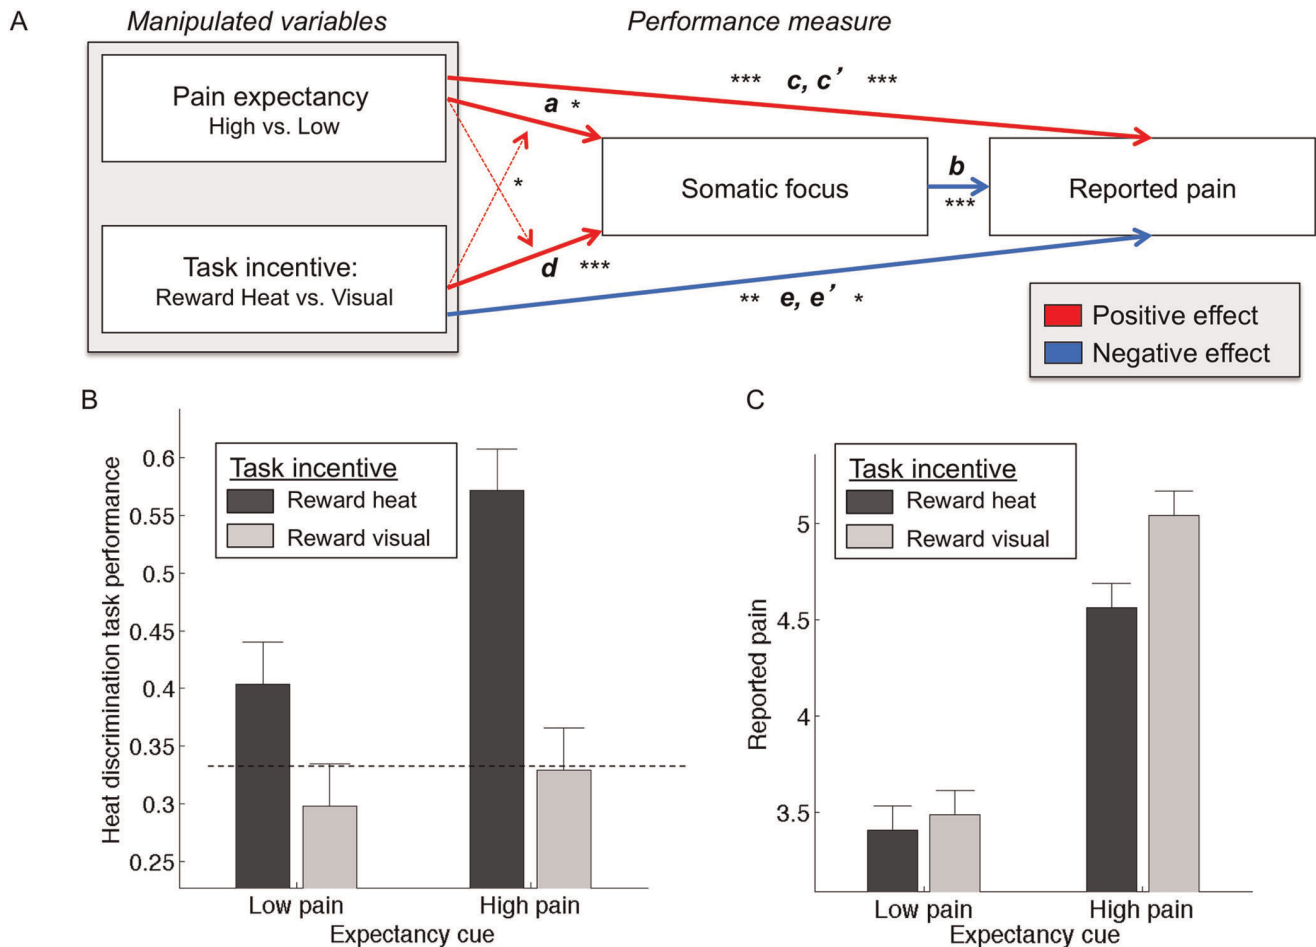 A
Manipulated variables
Performance measure
Pain expectancy
High vs. Low
*** c, c’ ***
a *
*
Somatic focus
b
***
Reported pain
Task incentive:
Reward Heat vs. Visual
d ***
** e, e’ *
Positive effect
Negative effect
B
Heat discrimination task performance
0.6
0.55
0.5
0.45
0.4
0.35
0.3
0.25
Task incentive
Reward heat
Reward visual
Low pain
High pain
Expectancy cue
C
Reported pain
5
4.5
4
3.5
Task incentive
Reward heat
Reward visual
Low pain
High pain
Expectancy cue